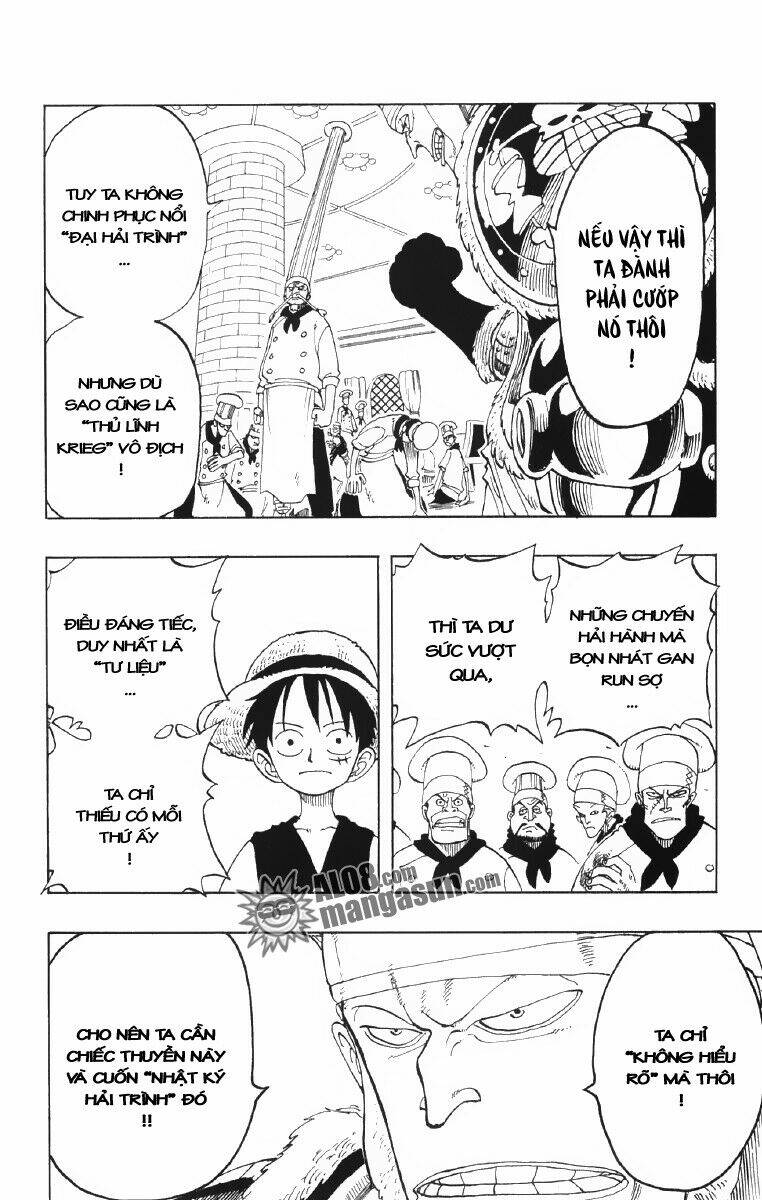 NẾU VẬY THÌ
TA ĐÀNH
PHẢI CƯỚP
NÓ THÔI
!
TUY TA KHÔNG
CHINH PHỤC NỔI
“ĐẠI HẢI TRÌNH”
...
NHƯNG DÙ
SAO CŨNG LÀ
“THỦ LĨNH
KRIEG” VÔ ĐỊCH
!
NHỮNG CHUYẾN
HẢI HÀNH MÀ
BỌN NHÁT GAN
RUN SỢ
...
THÌ TA DƯ
SỨC VƯỢT
QUA,
ĐIỀU ĐÁNG TIẾC,
DUY NHẤT LÀ
“TƯ LIỆU”
...
TA CHỈ
THIẾU CÓ MỖI
THỨ ẤY
!
AL08.com
mangasun.com
TA CHỈ
“KHÔNG HIỂU
RÕ” MÀ THÔI
!
CHO NÊN TA CẦN
CHIẾC THUYỀN NÀY
VÀ CUỐN “NHẬT KÝ
HẢI TRÌNH” ĐÓ
!!